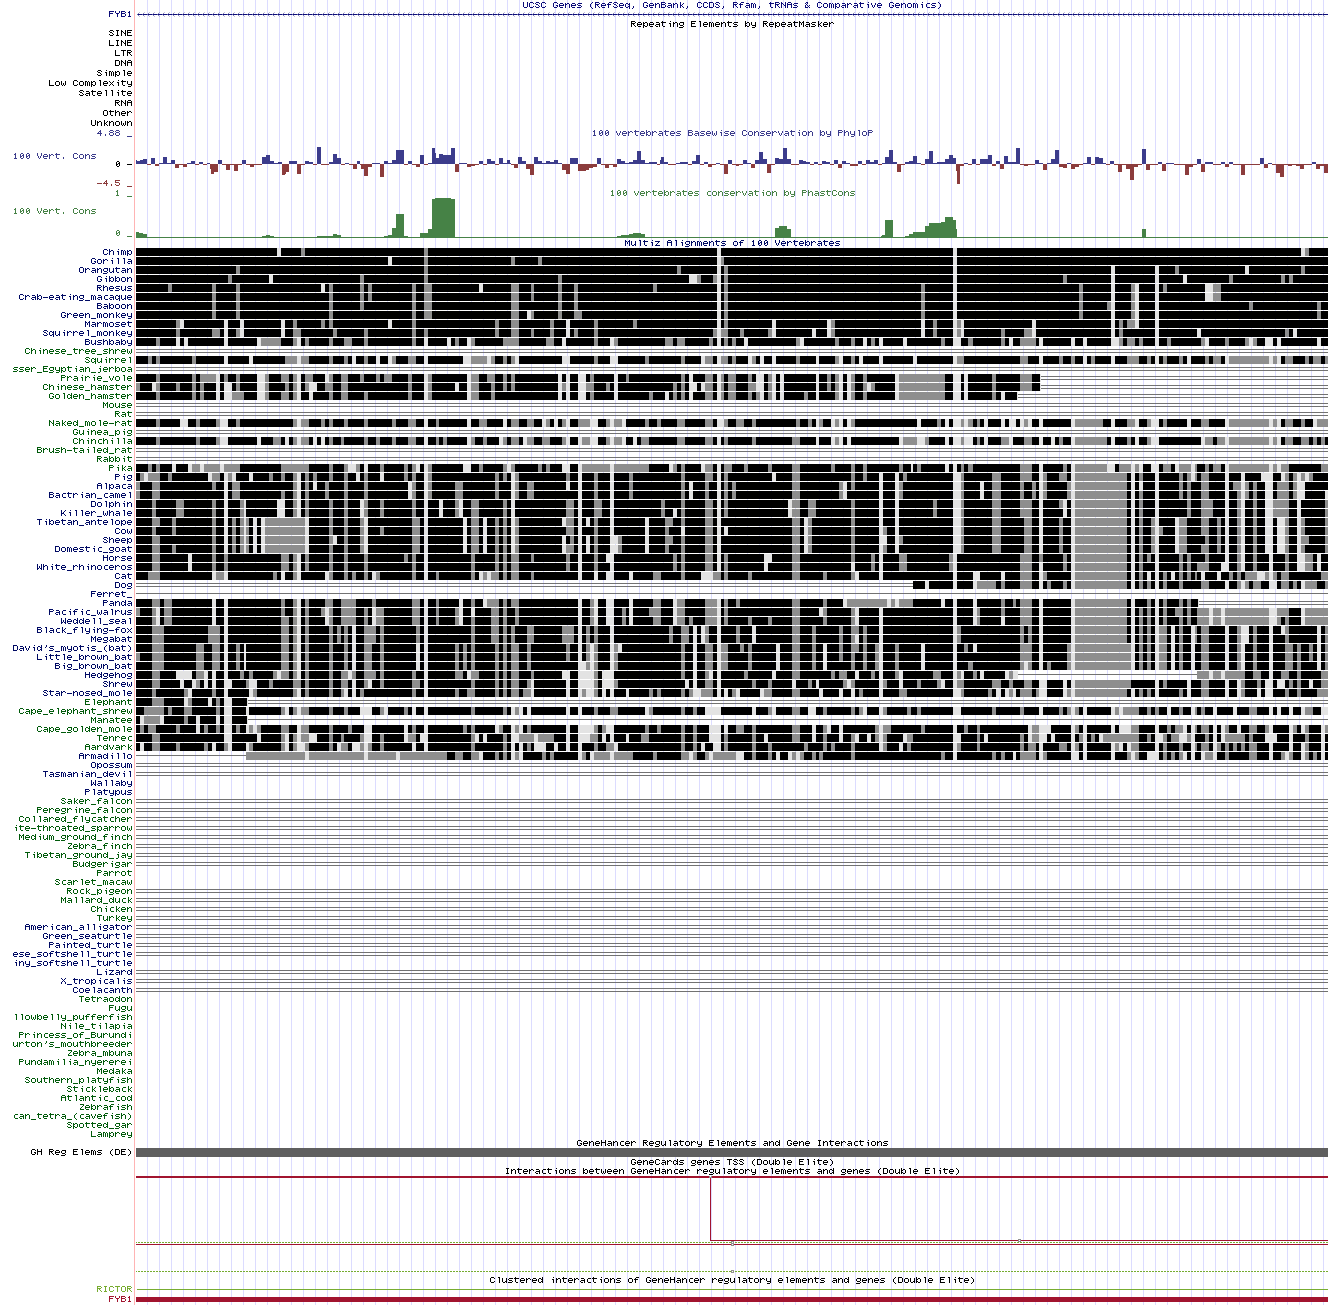 UCSC Genes (RefSeq, GenBank, CCDS, Rfam, tRNAs & Comparative Genomics)
FYB1
Repeating Elements by RepeatMasker
SINE
LINE
LTR
DNA
Simple
Low Complexity
Satellite
RNA
Other
Unknown
4.88 _
100 vertebrates Basewise Conservation by PhyloP
100 Vert. Cons
0 _
-4.5 _
100 vertebrates conservation by PhastCons
1 _
100 Vert. Cons
0 _
Multiz Alignments of 100 Vertebrates
Chimp
Gorilla
Orangutan
Gibbon
Rhesus
Crab-eating_macaque
Baboon
Green_monkey
Marmoset
Squirrel_monkey
Bushbaby
Chinese_tree_shrew
Squirrel
sser_Egyptian_jerboa
Prairie_vole
Chinese_hamster
Golden_hamster
Mouse
Rat
Naked_mole-rat
Guinea_pig
Chinchilla
Brush-tailed_rat
Rabbit
Pika
Pig
Alpaca
Bactrian_camel
Dolphin
Killer_whale
Tibetan_antelope
Cow
Sheep
Domestic_goat
Horse
White_rhinoceros
Cat
Dog
Ferret_
Panda
Pacific_walrus
Weddell_seal
Black_flying-fox
Megabat
David's_myotis_(bat)
Little_brown_bat
Big_brown_bat
Hedgehog
Shrew
Star-nosed_mole
Elephant
Cape_elephant_shrew
Manatee
Cape_golden_mole
Tenrec
Aardvark
Armadillo
Opossum
Tasmanian_devil
Wallaby
Platypus
Saker_falcon
Peregrine_falcon
Collared_flycatcher
ite-throated_sparrow
Medium_ground_finch
Zebra_finch
Tibetan_ground_jay
Budgerigar
Parrot
Scarlet_macaw
Rock_pigeon
Mallard_duck
Chicken
Turkey
American_alligator
Green_seaturtle
Painted_turtle
ese_softshell_turtle
iny_softshell_turtle
Lizard
X_tropicalis
Coelacanth
Tetraodon
Fugu
llowbelly_pufferfish
Nile_tilapia
Princess_of_Burundi
urton's_mouthbreeder
Zebra_mbuna
Pundamilia_nyererei
Medaka
Southern_platyfish
Stickleback
Atlantic_cod
Zebrafish
can_tetra_(cavefish)
Spotted_gar
Lamprey
GeneHancer Regulatory Elements and Gene Interactions
GH Reg Elems (DE)
GeneCards genes TSS (Double Elite)
Interactions between GeneHancer regulatory elements and genes (Double Elite)
Clustered interactions of GeneHancer regulatory elements and genes (Double Elite)
RICTOR
FYB1